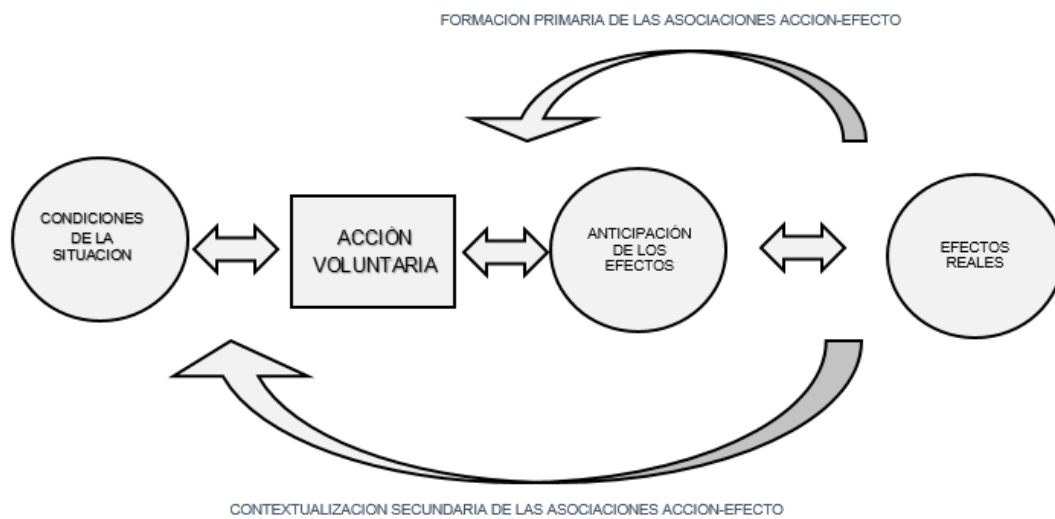 FORMACION PRIMARIA DE LAS ASOCIACIONES ACCION-EFECTO
CONDICIONES
DE LA
SITUACION
ACCIÓN
VOLUNTARIA
ANTICIPACIÓN
DE LOS
EFECTOS
EFECTOS
REALES
CONTEXTUALIZACION SECUNDARIA DE LAS ASOCIACIONES ACCION-EFECTO